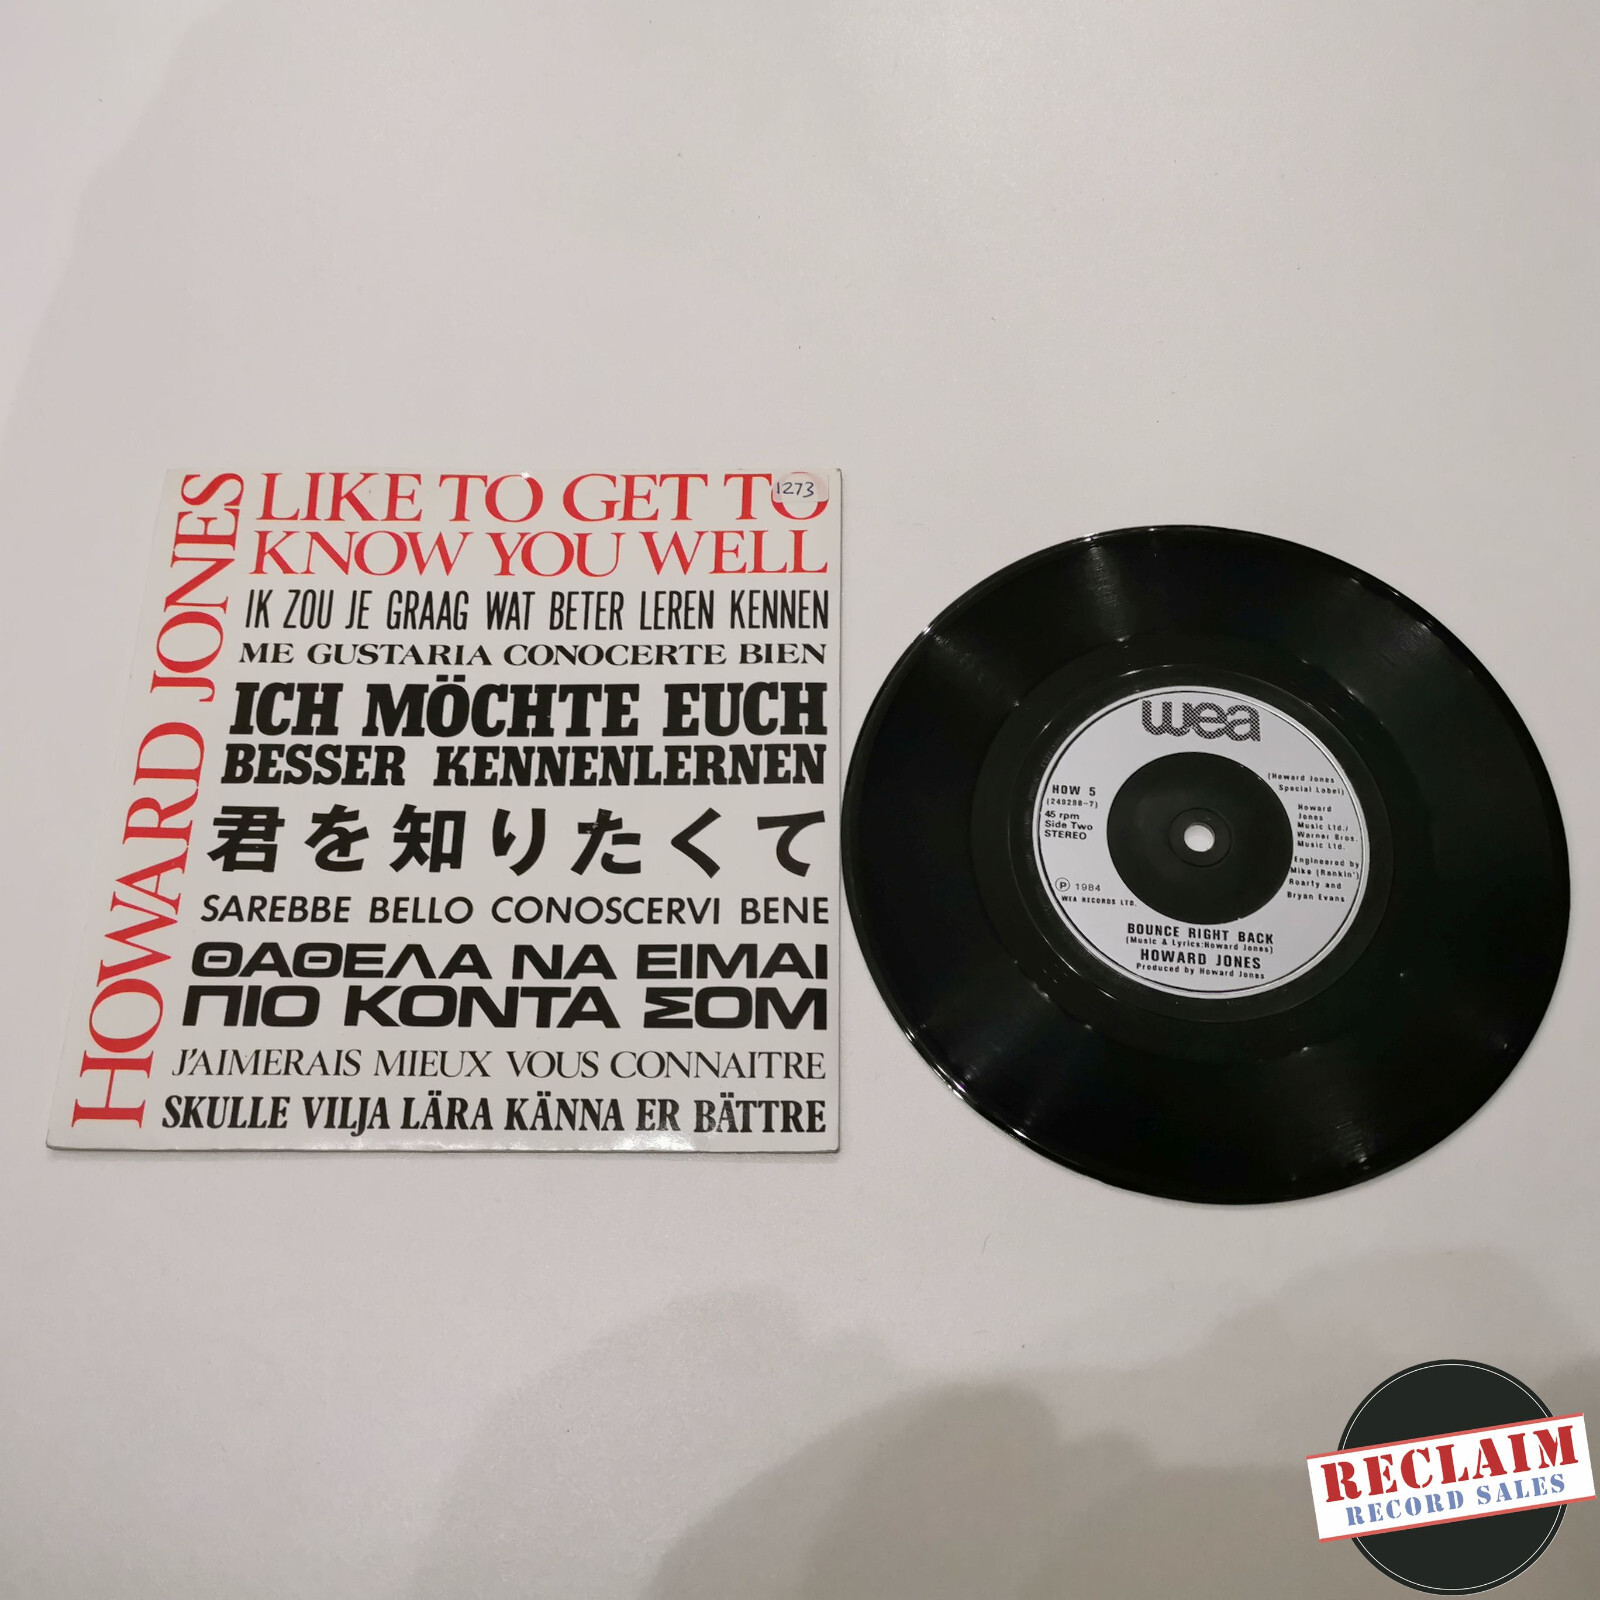 HOWARD JONES
LIKE TO GET TO
KNOW YOU WELL
1273
IK ZOU JE GRAAG WAT BETER LEREN KENNEN
ME GUSTARIA CONOCERTE BIEN
ICH MÖCHTE EUCH
BESSER KENNENLERNEN
君を知りたくて
SAREBBE BELLO CONOSCERVI BENE
ΘΑΘΕΛΑ ΝΑ ΕΙΜΑΙ
ΠΙΟ ΚΟΝΤΑ ΣΟΜ
J'AIMERAIS MIEUX VOUS CONNAITRE
SKULLE VILJA LÄRA KÄNNA ER BÄTTRE
wea
HOW 5
(249298-7)
45 rpm
Side Two
STEREO
(Howard Jones
Special Label)
Howard
Jones
Music Ltd./
Warner Bros.
Music Ltd.
Engineered by
Mike (Rankin')
Roarty and
Bryan Evans
Ⓟ 1984
WEA RECORDS LTD.
BOUNCE RIGHT BACK
(Music & Lyrics:Howard Jones)
HOWARD JONES
Produced by Howard Jones
RECLAIM
RECORD SALES